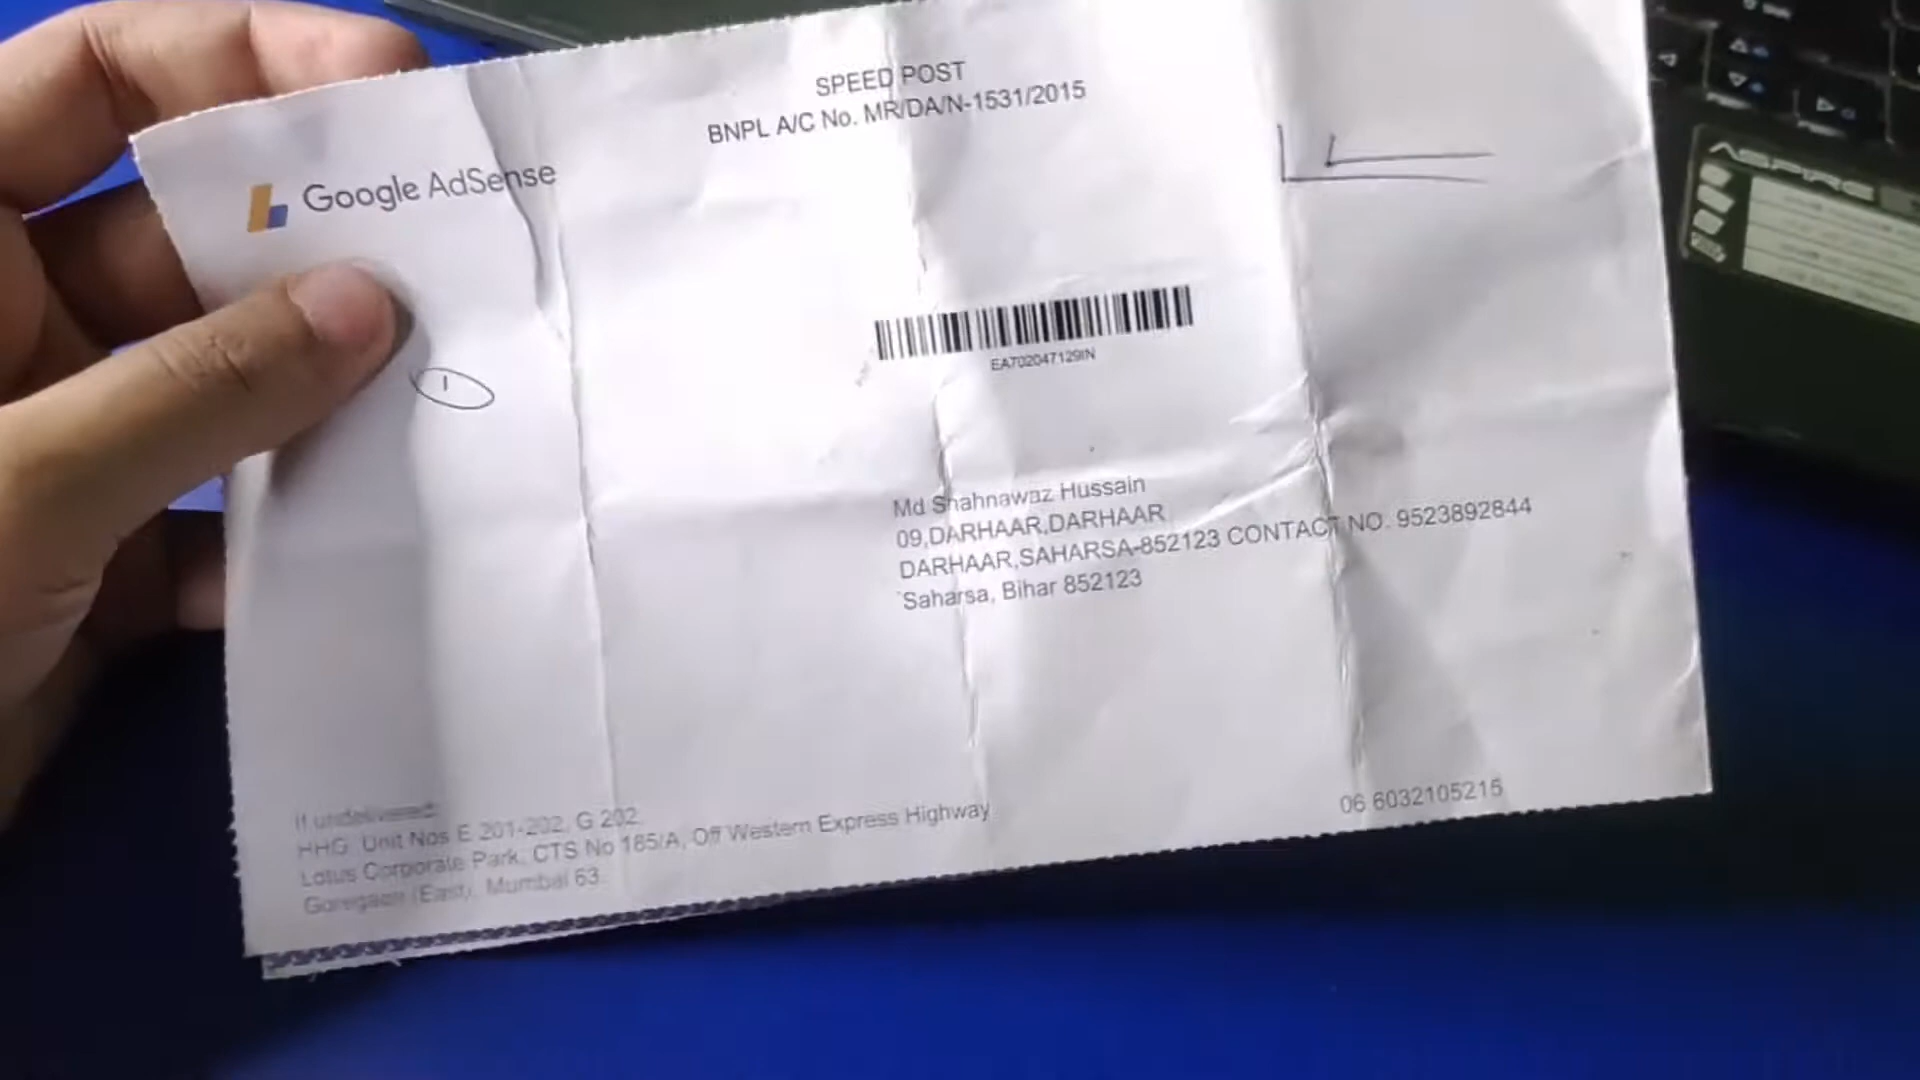 SPEED POST
BNPL A/C No. MR/DA/N-1531/2015
Google AdSense
1
EA702047129IN
Md Shahnawaz Hussain
09,DARHAAR,DARHAAR
DARHAAR,SAHARSA-852123 CONTACT NO. 9523892844
Saharsa, Bihar 852123
If undelivered:
HHG Unit Nos E 201-202, G 202,
Lotus Corporate Park, CTS No 185/A, Off Western Express Highway
Goregaon (East), Mumbai 63.
06 6032105215
ASPIRE